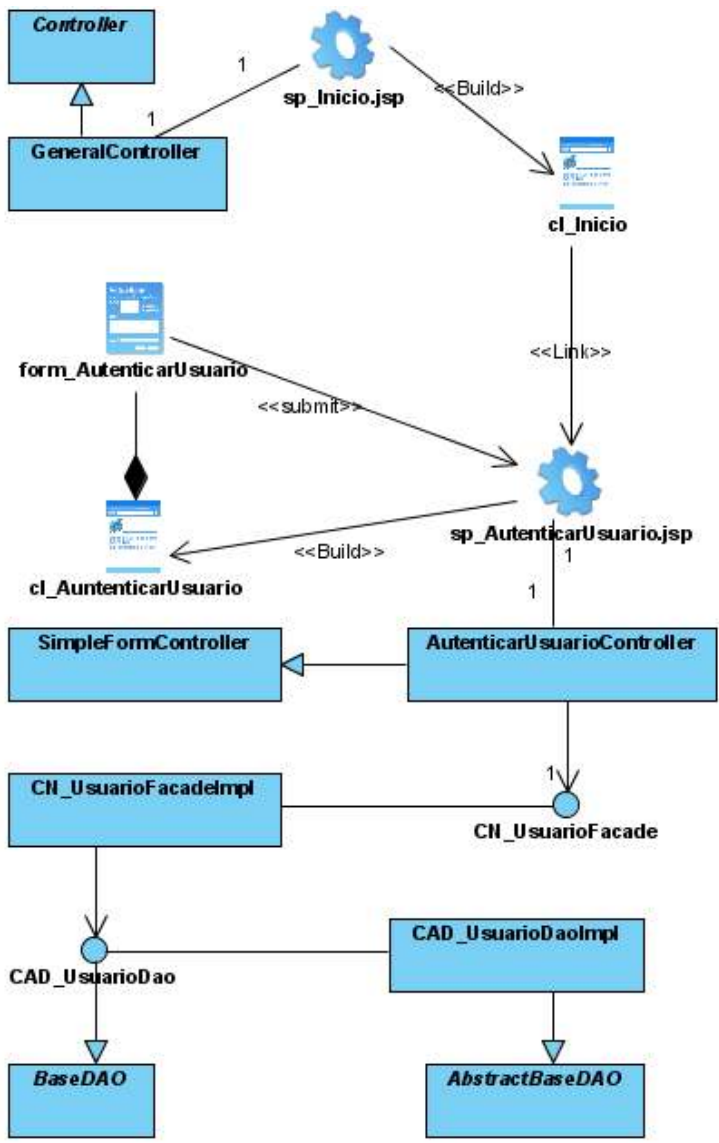 Controller
1
sp_Inicio.jsp
<<Build>>
1
GeneralController
cl_Inicio
form_AutenticarUsuario
<<Link>>
<<submit>>
sp_AutenticarUsuario.jsp
<<Build>>
1
cl_AuntenticarUsuario
1
SimpleFormController
AutenticarUsuarioController
CN_UsuarioFacadeImpl
1
CN_UsuarioFacade
CAD_UsuarioDaoImpl
CAD_UsuarioDao
BaseDAO
AbstractBaseDAO